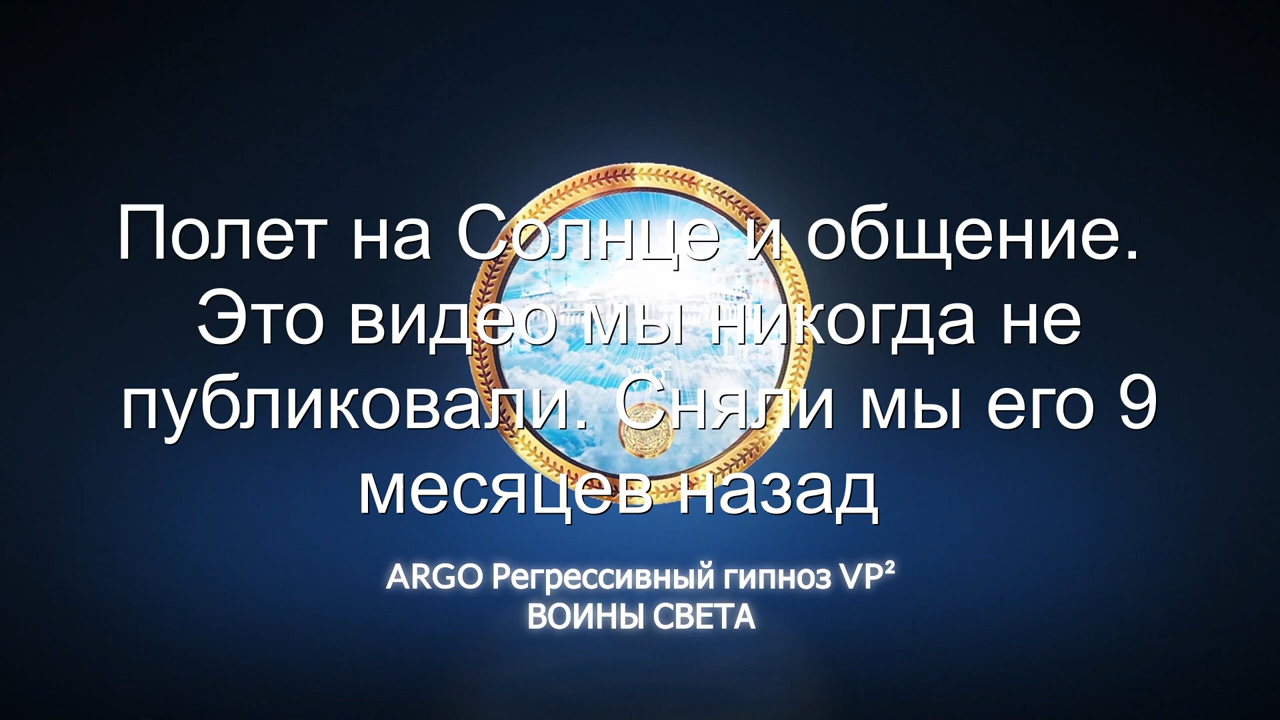 Полет на Солнце и общение.
Это видео мы никогда не
публиковали. Сняли мы его 9
месяцев назад
ARGO Регрессивный гипноз VP²
ВОИНЫ СВЕТА